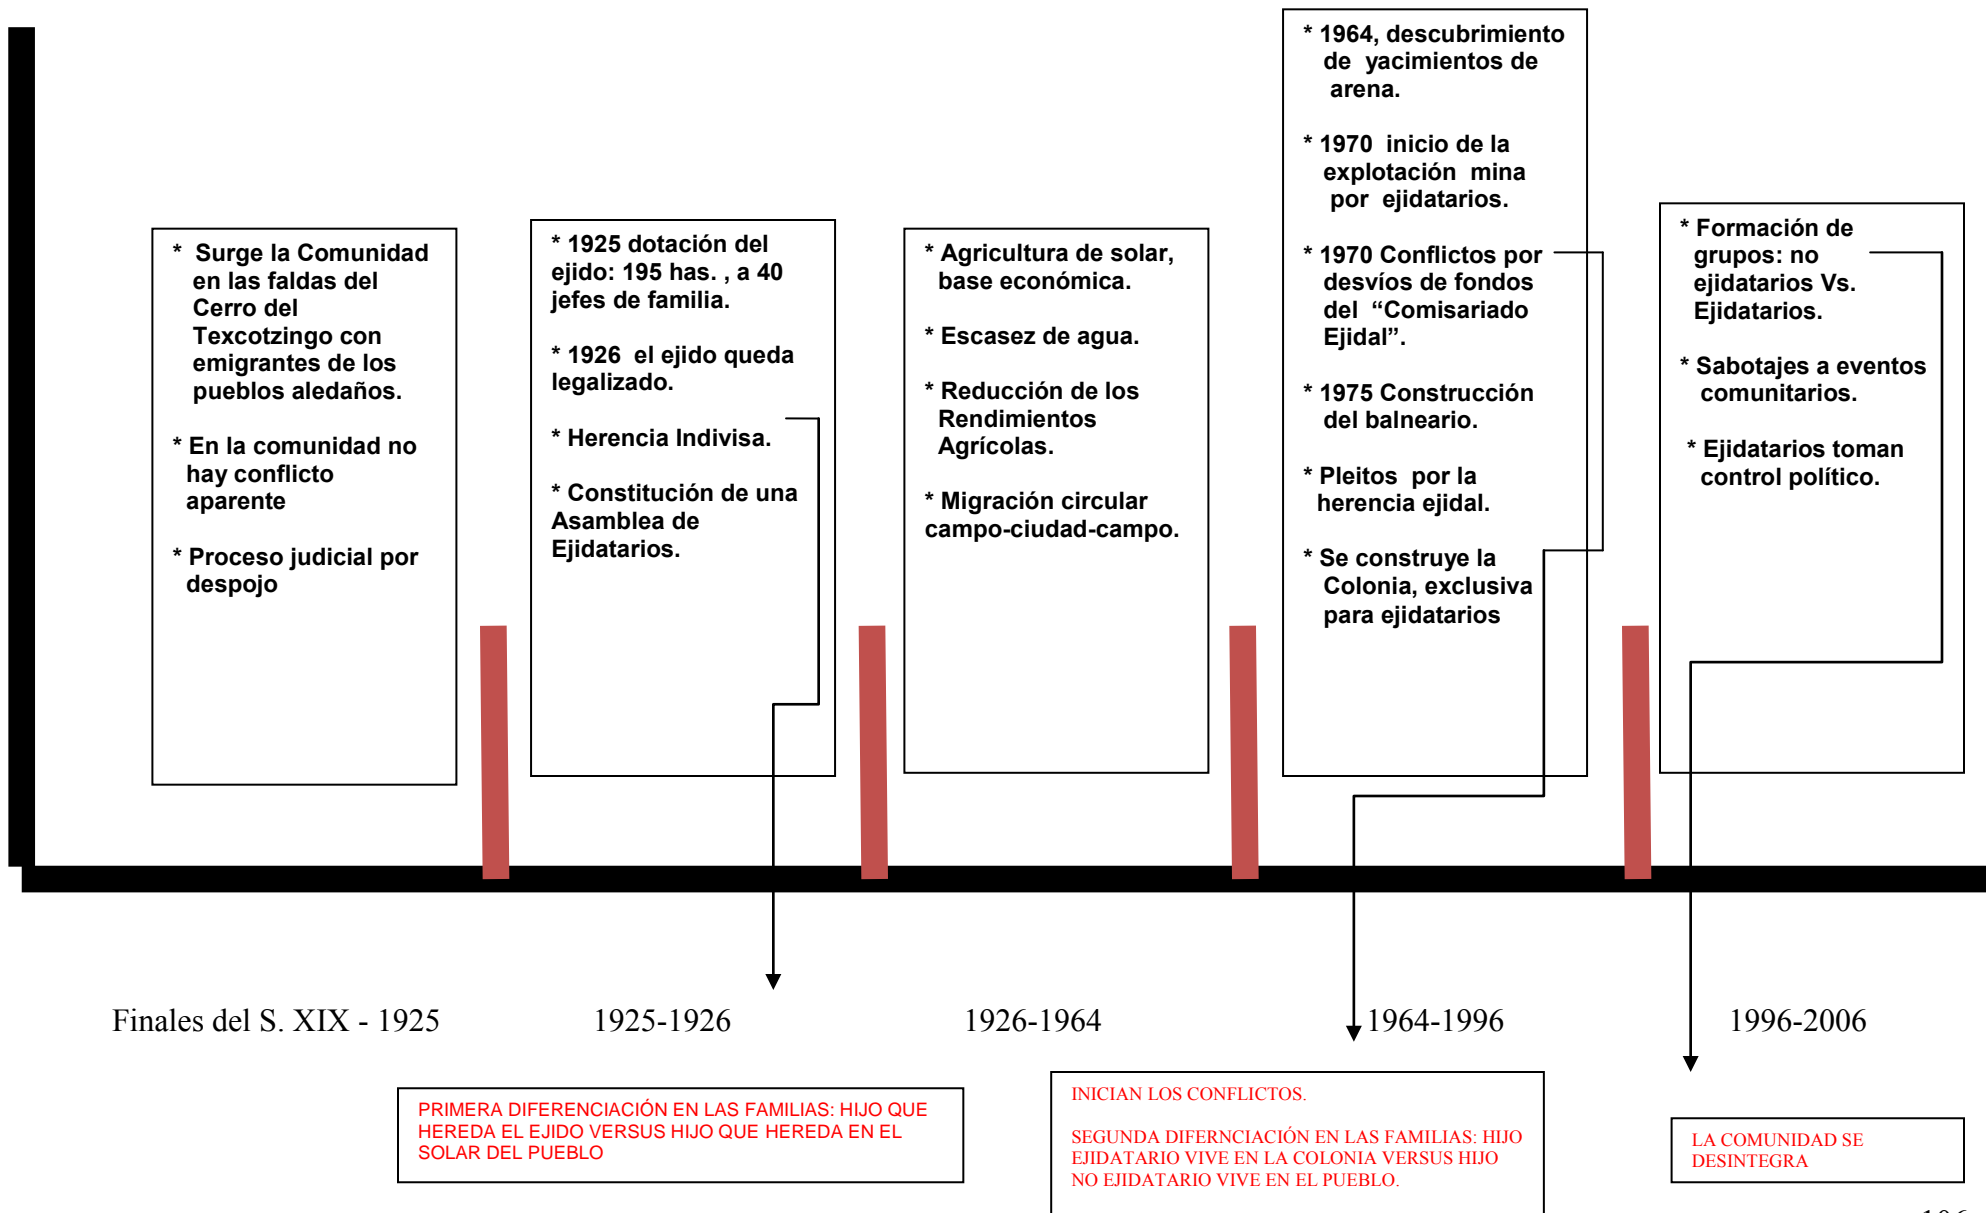 * Surge la Comunidad
en las faldas del
Cerro del
Texcotzingo con
emigrantes de los
pueblos aledaños.
* En la comunidad no
hay conflicto
aparente
* Proceso judicial por
despojo
* 1925 dotación del
ejido: 195 has. , a 40
jefes de familia.
* 1926 el ejido queda
legalizado.
* Herencia Indivisa.
* Constitución de una
Asamblea de
Ejidatarios.
* Agricultura de solar,
base económica.
* Escasez de agua.
* Reducción de los
Rendimientos
Agrícolas.
* Migración circular
campo-ciudad-campo.
* 1964, descubrimiento
de yacimientos de
arena.
* 1970 inicio de la
explotación mina
por ejidatarios.
* 1970 Conflictos por
desvíos de fondos
del “Comisariado
Ejidal”.
* 1975 Construcción
del balneario.
* Pleitos por la
herencia ejidal.
* Se construye la
Colonia, exclusiva
para ejidatarios
* Formación de
grupos: no
ejidatarios Vs.
Ejidatarios.
* Sabotajes a eventos
comunitarios.
* Ejidatarios toman
control político.
Finales del S. XIX - 1925
1925-1926
1926-1964
1964-1996
1996-2006
PRIMERA DIFERENCIACIÓN EN LAS FAMILIAS: HIJO QUE
HEREDA EL EJIDO VERSUS HIJO QUE HEREDA EN EL
SOLAR DEL PUEBLO
INICIAN LOS CONFLICTOS.
SEGUNDA DIFERNCIACIÓN EN LAS FAMILIAS: HIJO
EJIDATARIO VIVE EN LA COLONIA VERSUS HIJO
NO EJIDATARIO VIVE EN EL PUEBLO.
LA COMUNIDAD SE
DESINTEGRA